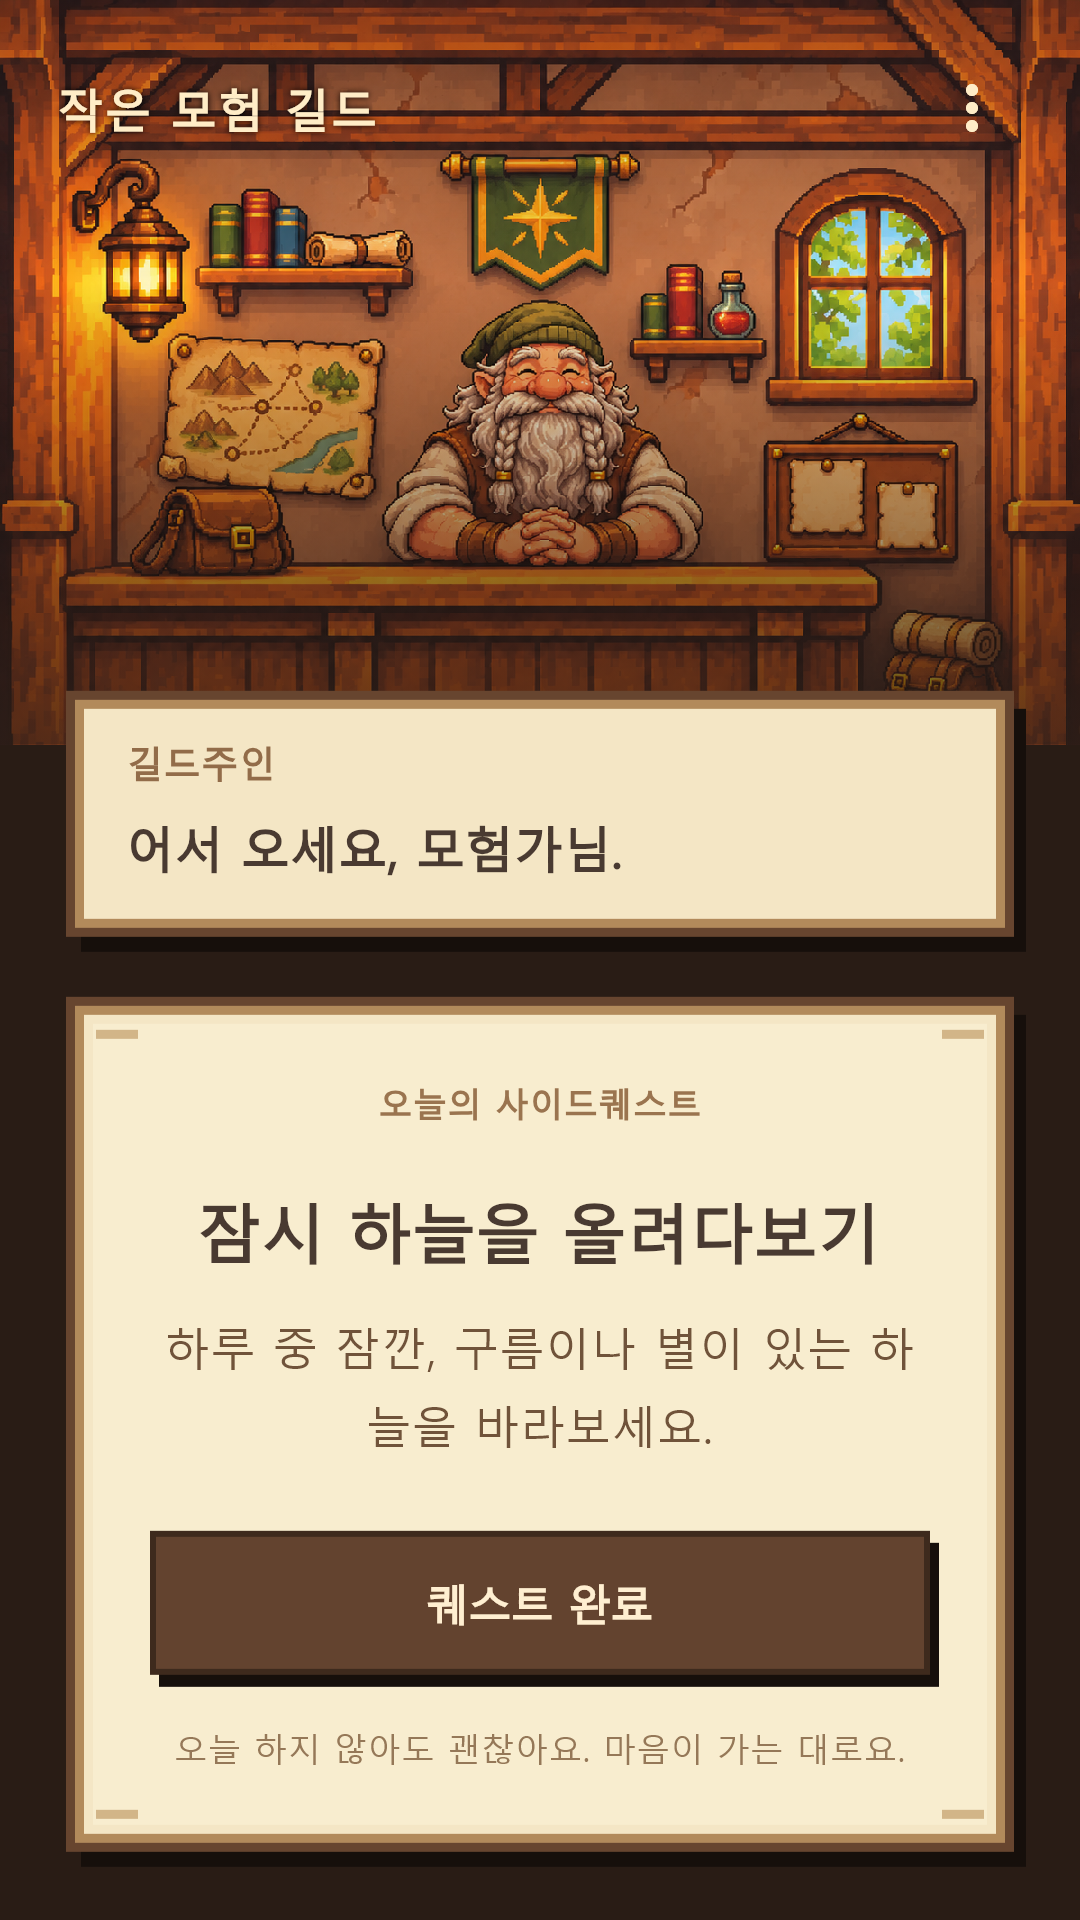 작은 모험 길드
길드주인
어서 오세요, 모험가님.
오늘의 사이드퀘스트
잠시 하늘을 올려다보기
하루 중 잠깐, 구름이나 별이 있는 하
늘을 바라보세요.
퀘스트 완료
오늘 하지 않아도 괜찮아요. 마음이 가는 대로요.